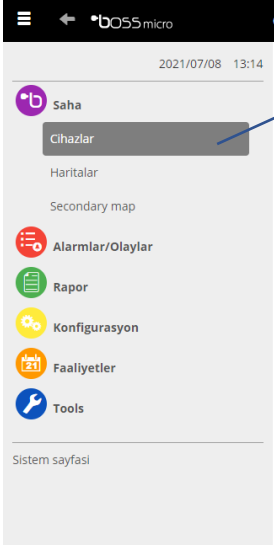 boss micro
2021/07/08 13:14
Saha
Cihazlar
Haritalar
Secondary map
Alarmlar/Olaylar
Rapor
21
Konfigurasyon
Faaliyetler
Tools
Sistem sayfasi